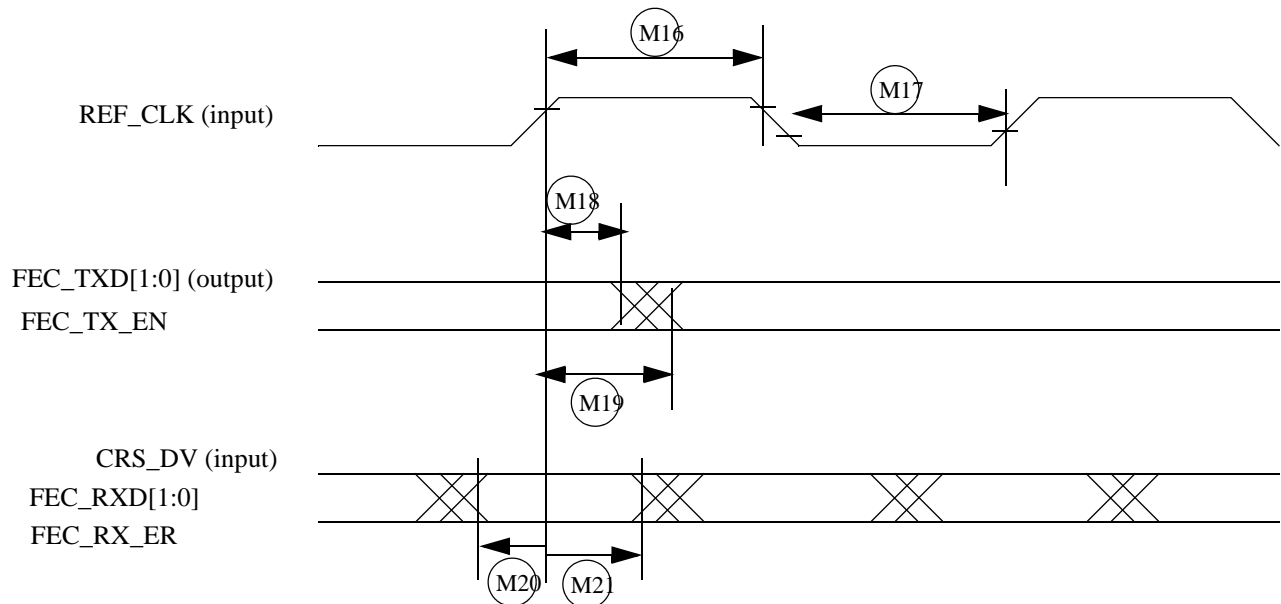 M16
M17
REF_CLK (input)
M18
FEC_TXD[1:0] (output)
FEC_TX_EN
M19
CRS_DV (input)
FEC_RXD[1:0]
FEC_RX_ER
M20
M21